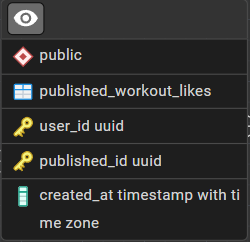 public
published_workout_likes
user_id uuid
published_id uuid
created_at timestamp with ti
me zone